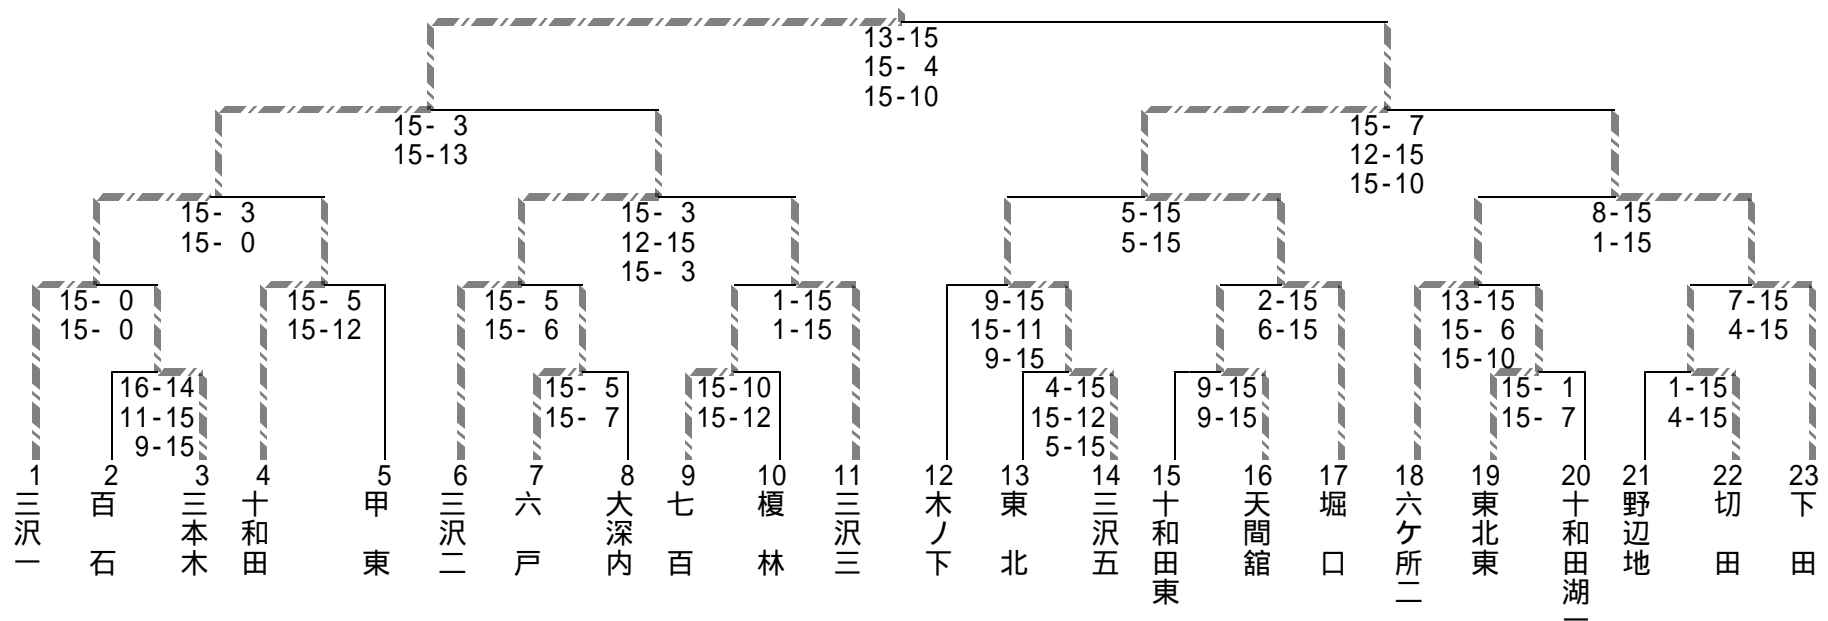 13-15
15- 4
15-10
15- 3
15-13
15- 7
12-15
15-10
15- 3
15- 0
15- 3
12-15
15- 3
5-15
5-15
8-15
1-15
15- 0
15- 0
15- 5
15-12
15- 5
15- 6
1-15
1-15
9-15
15-11
9-15
2-15
6-15
13-15
15- 6
15-10
7-15
4-15
16-14
11-15
9-15
15- 5
15- 7
15-10
15-12
4-15
15-12
5-15
9-15
9-15
15- 1
15- 7
1-15
4-15
1 2 3 4 5 6 7 8 9 10 11 12 13 14 15 16 17 18 19 20 21 22 23
三沢一
百石
三本木
十和田
甲東
三沢二
六戸
大深内
七百
榎林
三沢三
木ノ下
東北
三沢五
十和田東
天間舘
堀口
六ケ所二
東北東
十和田湖一
野辺地
切田
下田